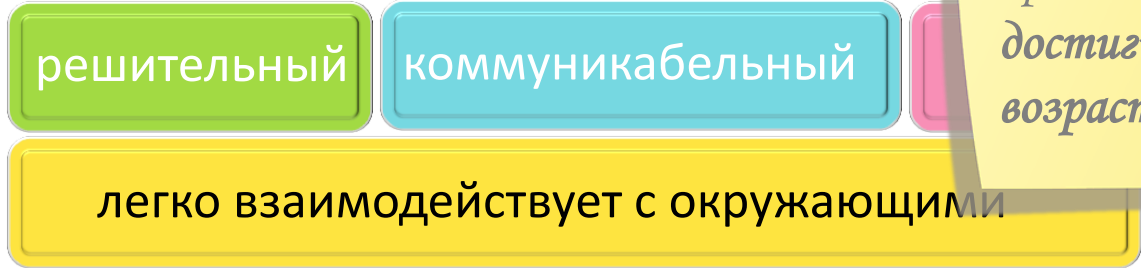 решительный
коммуникабельный
легко взаимодействует с окружающими